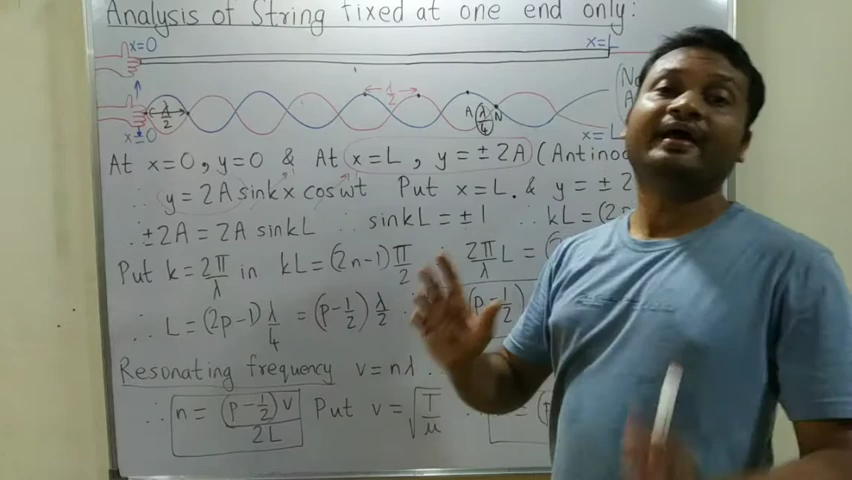 Analysis of String fixed at one end only:
x=0 x=L
λ/2 λ/2 A λ/4 N
x=0 x=L
At x=0, y=0 & At x=L, y=±2A (Antinod
∴ y=2A sinkx cosωt Put x=L. & y=±2
∴ ±2A = 2A sinkL ∴ sinkL = ±1 ∴ kL=(2
Put k=2π/λ in kL=(2n-1)π/2 ∴ 2π/λ L = (2
∴ L=(2p-1)λ/4 = (p-1/2)λ/2 (p-1/2)
Resonating frequency v=nλ
∴ n= (p-1/2)v/2L Put v=√T/μ